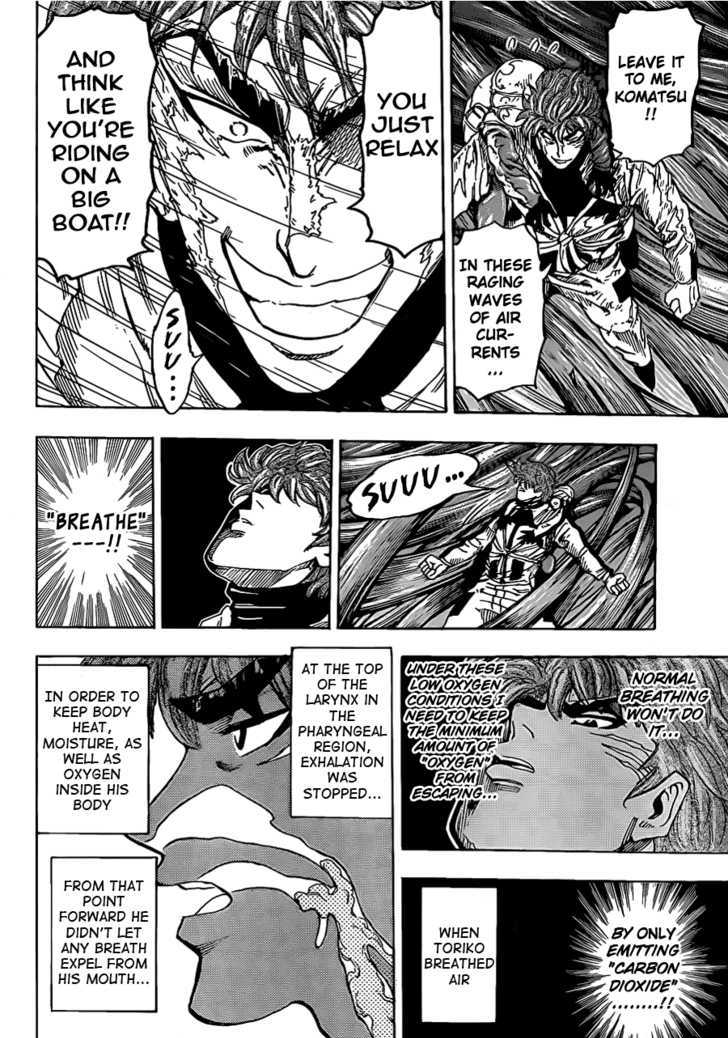 LEAVE IT
TO ME,
KOMATSU
!!
IN THESE
RAGING
WAVES
OF AIR
CUR-
RENTS
...
YOU
JUST
RELAX
AND
THINK
LIKE
YOU'RE
RIDING
ON A
BIG
BOAT!!
SUU...
SUUU...
"BREATHE"
---!!
NORMAL
BREATHING
WON'T DO
IT...
UNDER THESE
LOW OXYGEN
CONDITIONS I
NEED TO KEEP
THE MINIMUM
AMOUNT OF
"OXYGEN"
FROM
ESCAPING...
BY ONLY
EMITTING
"CARBON
DIOXIDE"
........!!
WHEN
TORIKO
BREATHED
AIR
AT THE TOP
OF THE
LARYNX IN
THE
PHARYNGEAL
REGION,
EXHALATION
WAS
STOPPED...
IN ORDER TO
KEEP BODY
HEAT,
MOISTURE, AS
WELL AS
OXYGEN
INSIDE HIS
BODY
FROM THAT
POINT
FORWARD HE
DIDN'T LET
ANY BREATH
EXPEL FROM
HIS MOUTH...